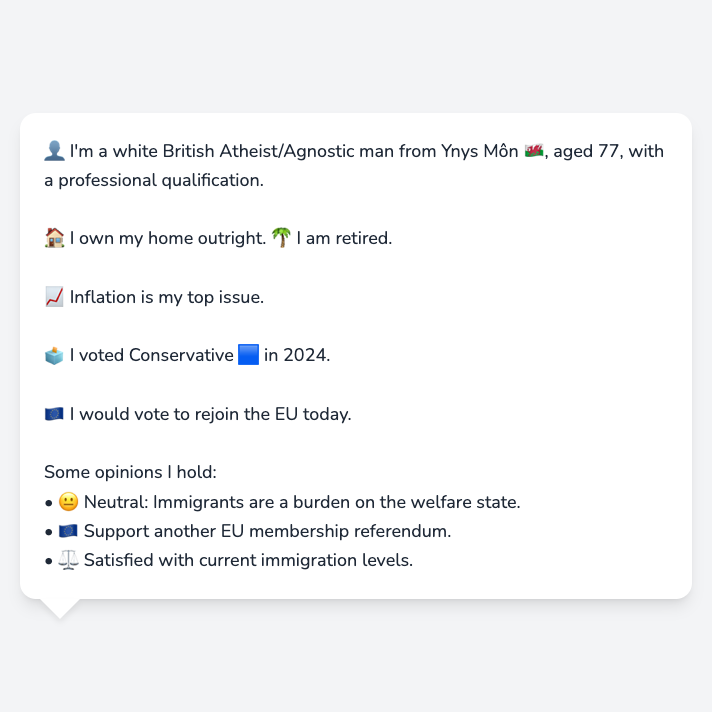 👤 I'm a white British Atheist/Agnostic man from Ynys Môn 🏴󠁧󠁢󠁷󠁬󠁳󠁿, aged 77, with
a professional qualification.
🏠 I own my home outright. 🌴 I am retired.
📈 Inflation is my top issue.
🗳️ I voted Conservative 🟦 in 2024.
🇪🇺 I would vote to rejoin the EU today.
Some opinions I hold:
• 😐 Neutral: Immigrants are a burden on the welfare state.
• 🇪🇺 Support another EU membership referendum.
• ⚖️ Satisfied with current immigration levels.